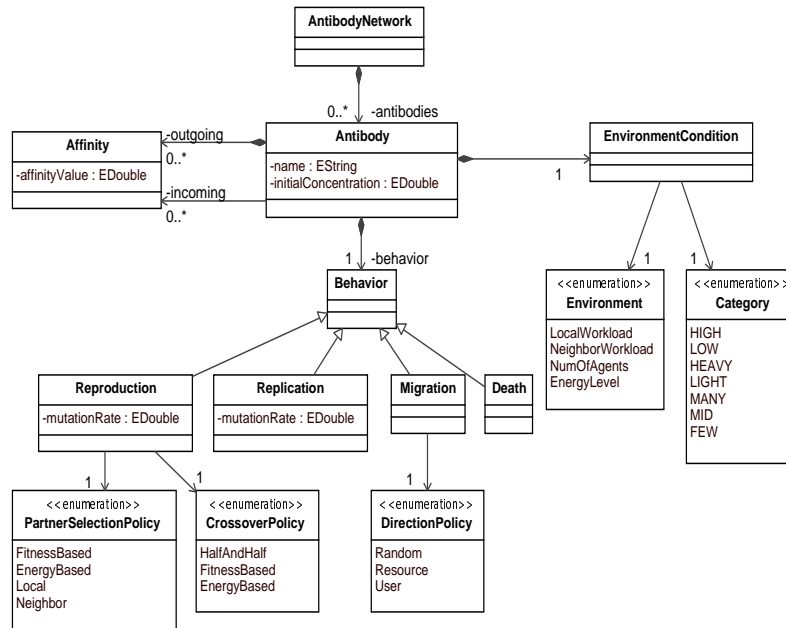 AntibodyNetwork
0..*
-antibodies
Affinity
-affinityValue : EDouble
-outgoing
0..*
-incoming
0..*
Antibody
-name : EString
-initialConcentration : EDouble
1
EnvironmentCondition
1
-behavior
Behavior
1
1
<<enumeration>>
Environment
LocalWorkload
NeighborWorkload
NumOfAgents
EnergyLevel
<<enumeration>>
Category
HIGH
LOW
HEAVY
LIGHT
MANY
MID
FEW
Reproduction
-mutationRate : EDouble
Replication
-mutationRate : EDouble
Migration
Death
1
1
1
<<enumeration>>
PartnerSelectionPolicy
FitnessBased
EnergyBased
Local
Neighbor
<<enumeration>>
CrossoverPolicy
HalfAndHalf
FitnessBased
EnergyBased
<<enumeration>>
DirectionPolicy
Random
Resource
User